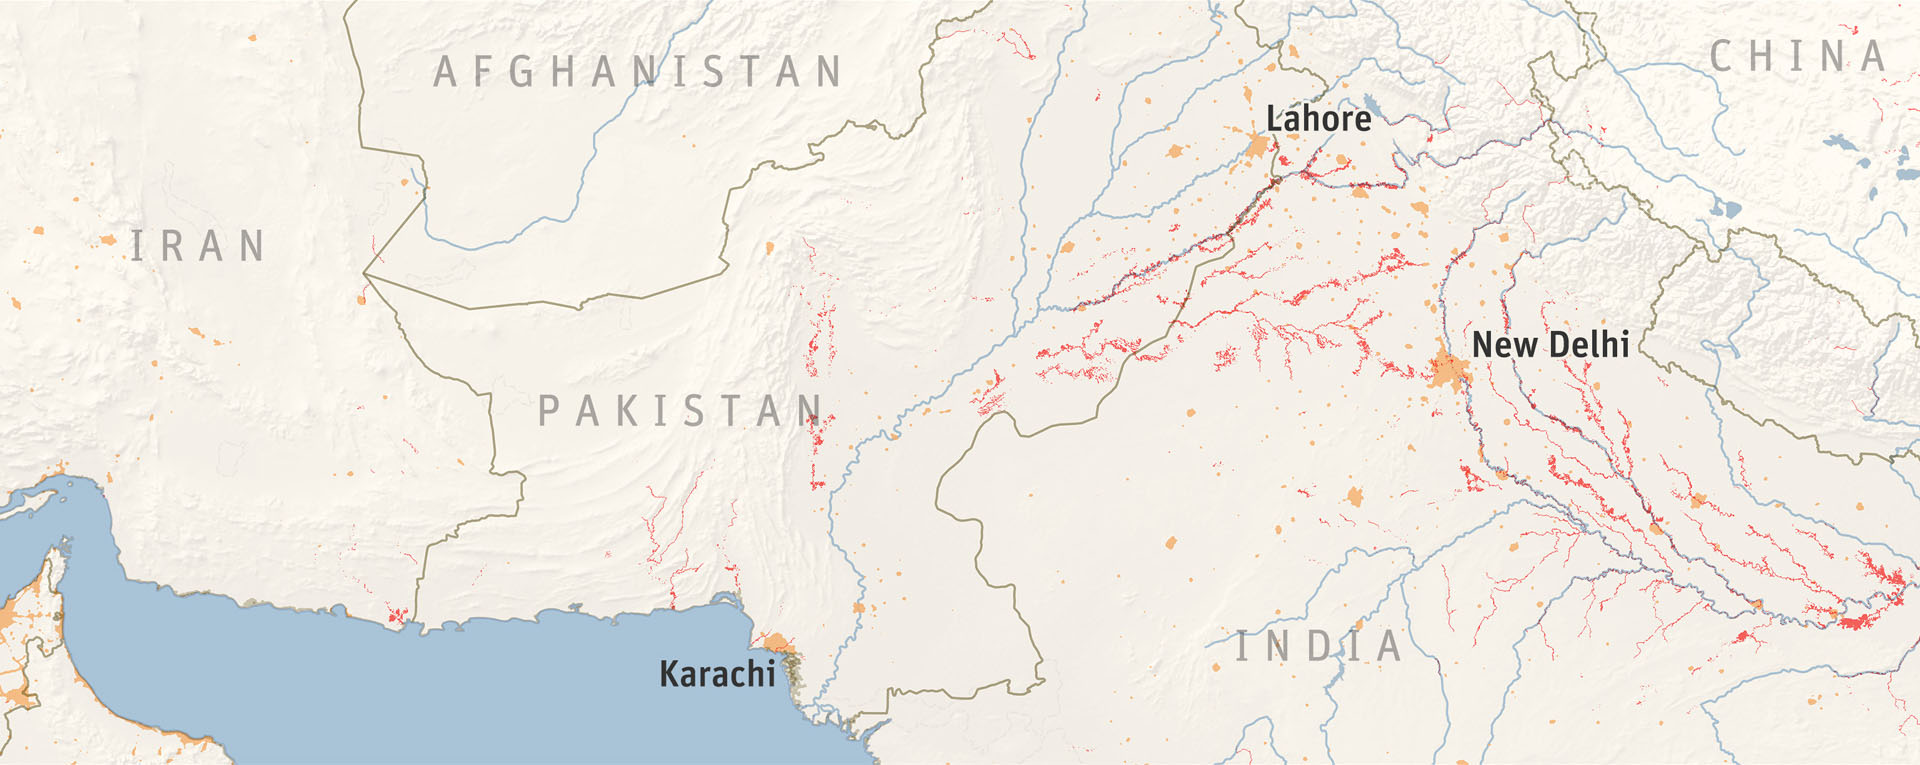 AFGHANISTAN
CHINA
Lahore
IRAN
New Delhi
PAKISTAN
INDIA
Karachi